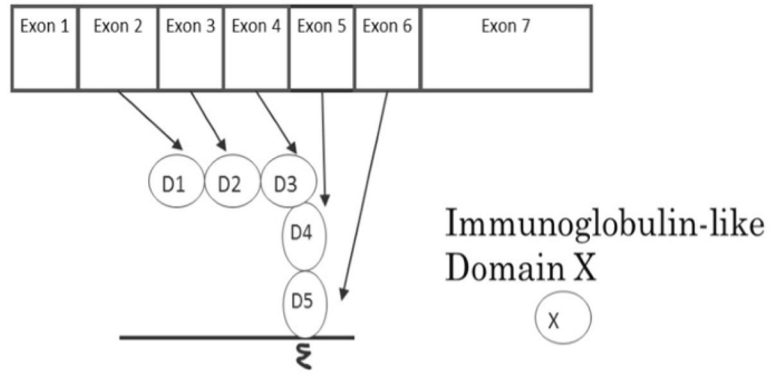 Exon 1 Exon 2 Exon 3 Exon 4 Exon 5 Exon 6 Exon 7
D1 D2 D3
D4
D5
Immunoglobulin-like
Domain X
X